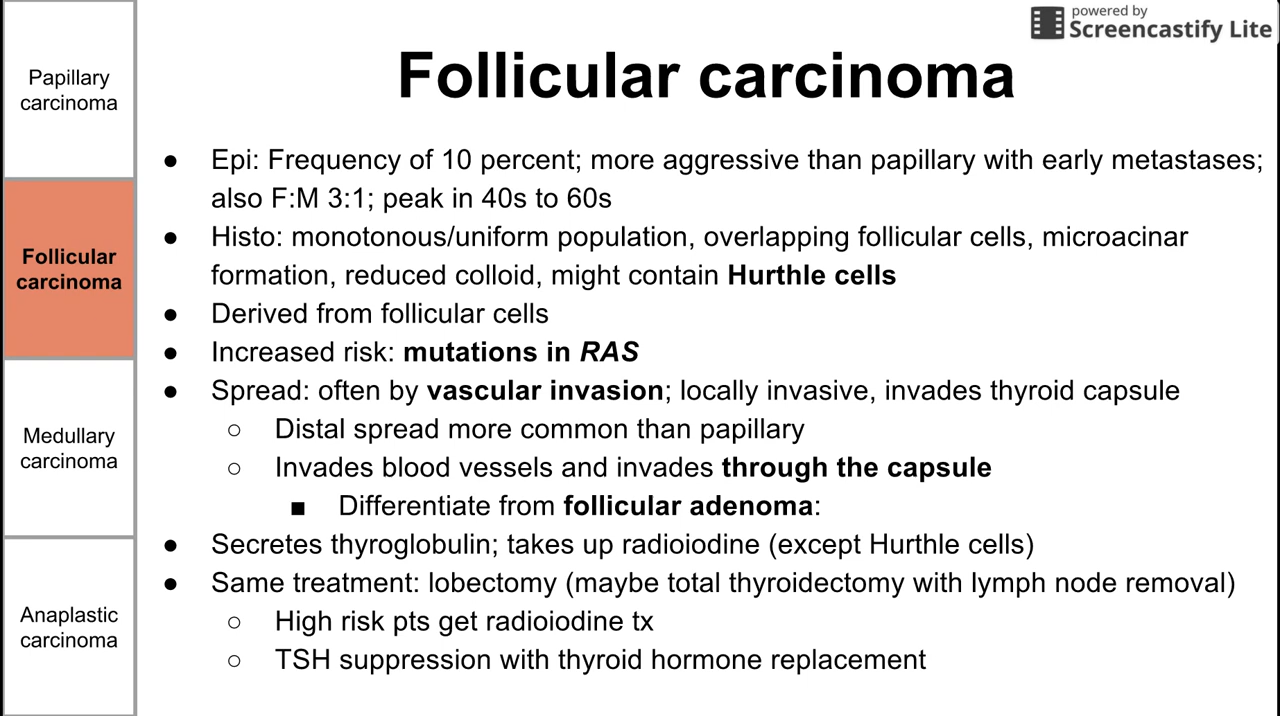 powered by
Screencastify Lite
Papillary
carcinoma
Follicular
carcinoma
Medullary
carcinoma
Anaplastic
carcinoma
Follicular carcinoma
● Epi: Frequency of 10 percent; more aggressive than papillary with early metastases;
also F:M 3:1; peak in 40s to 60s
● Histo: monotonous/uniform population, overlapping follicular cells, microacinar
formation, reduced colloid, might contain Hurthle cells
● Derived from follicular cells
● Increased risk: mutations in RAS
● Spread: often by vascular invasion; locally invasive, invades thyroid capsule
○ Distal spread more common than papillary
○ Invades blood vessels and invades through the capsule
■ Differentiate from follicular adenoma:
● Secretes thyroglobulin; takes up radioiodine (except Hurthle cells)
● Same treatment: lobectomy (maybe total thyroidectomy with lymph node removal)
○ High risk pts get radioiodine tx
○ TSH suppression with thyroid hormone replacement